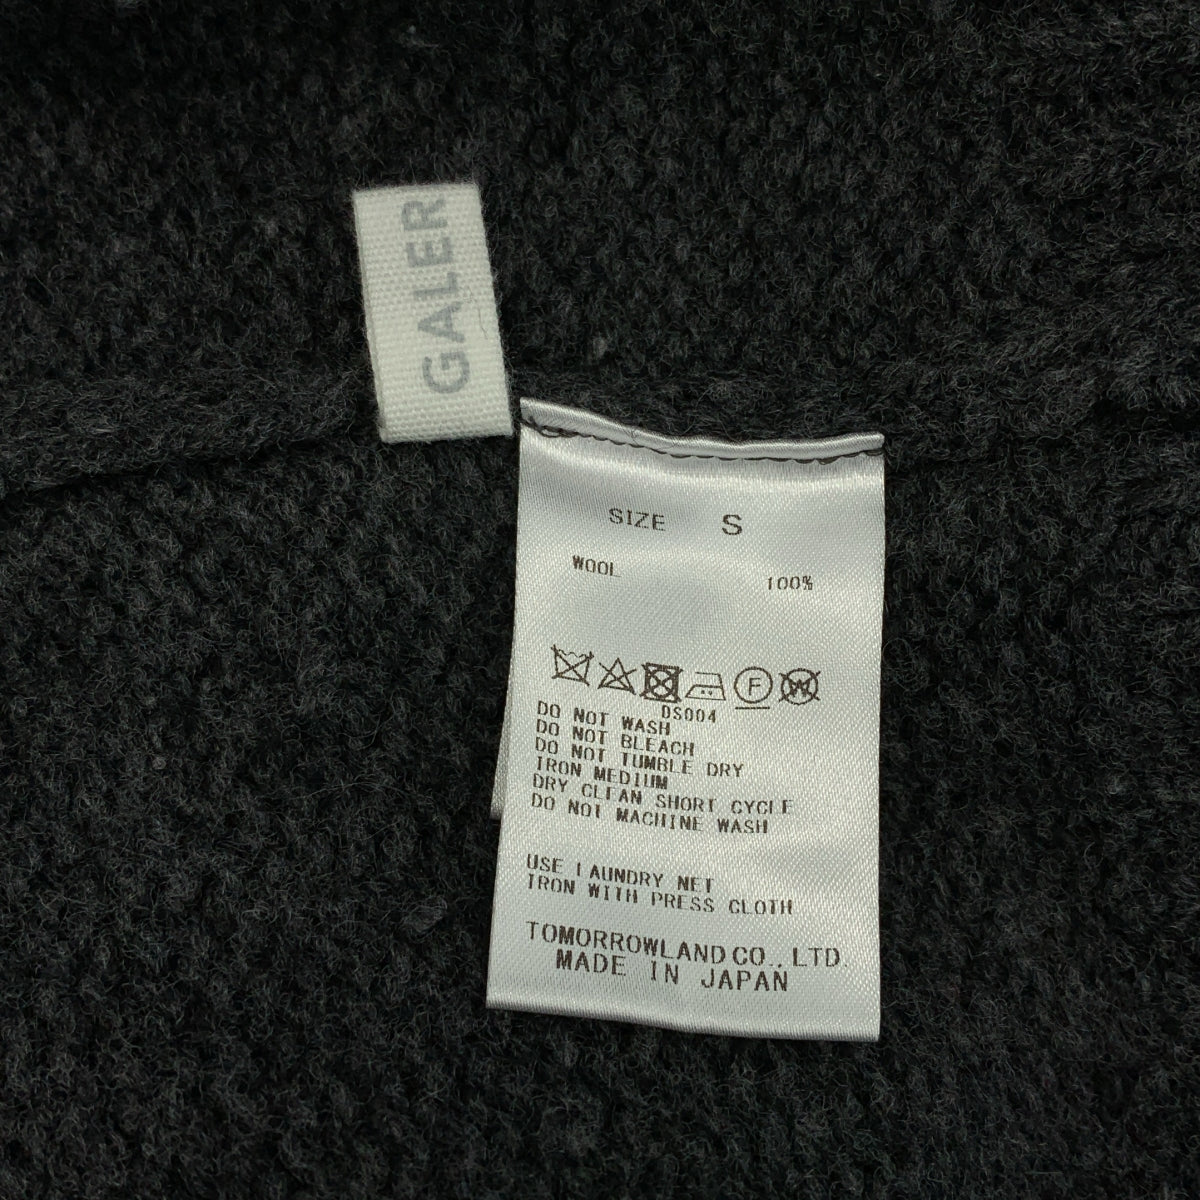 GALER
SIZE S
WOOL 100%
F W
DS004
DO NOT WASH
DO NOT BLEACH
DO NOT TUMBLE DRY
IRON MEDIUM
DRY CLEAN SHORT CYCLE
DO NOT MACHINE WASH
USE LAUNDRY NET
IRON WITH PRESS CLOTH
TOMORROWLAND CO., LTD
MADE IN JAPAN